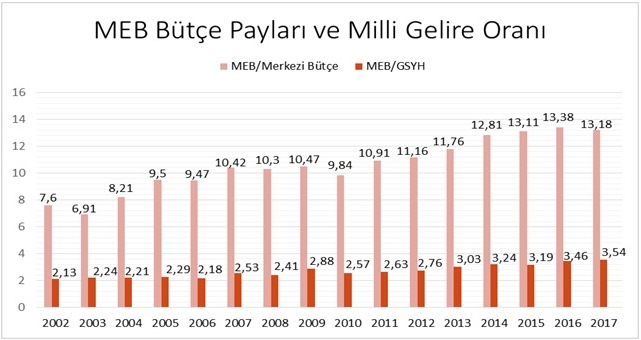 MEB Bütçe Payları ve Milli Gelire Oranı
MEB/Merkezi Bütçe MEB/GSYH
16
14
12
10
8
6
4
2
0
7,6 6,91 8,21 9,5 9,47 10,42 10,3 10,47 9,84 10,91 11,16 11,76 12,81 13,11 13,38 13,18
2,13 2,24 2,21 2,29 2,18 2,53 2,41 2,88 2,57 2,63 2,76 3,03 3,24 3,19 3,46 3,54
2002 2003 2004 2005 2006 2007 2008 2009 2010 2011 2012 2013 2014 2015 2016 2017